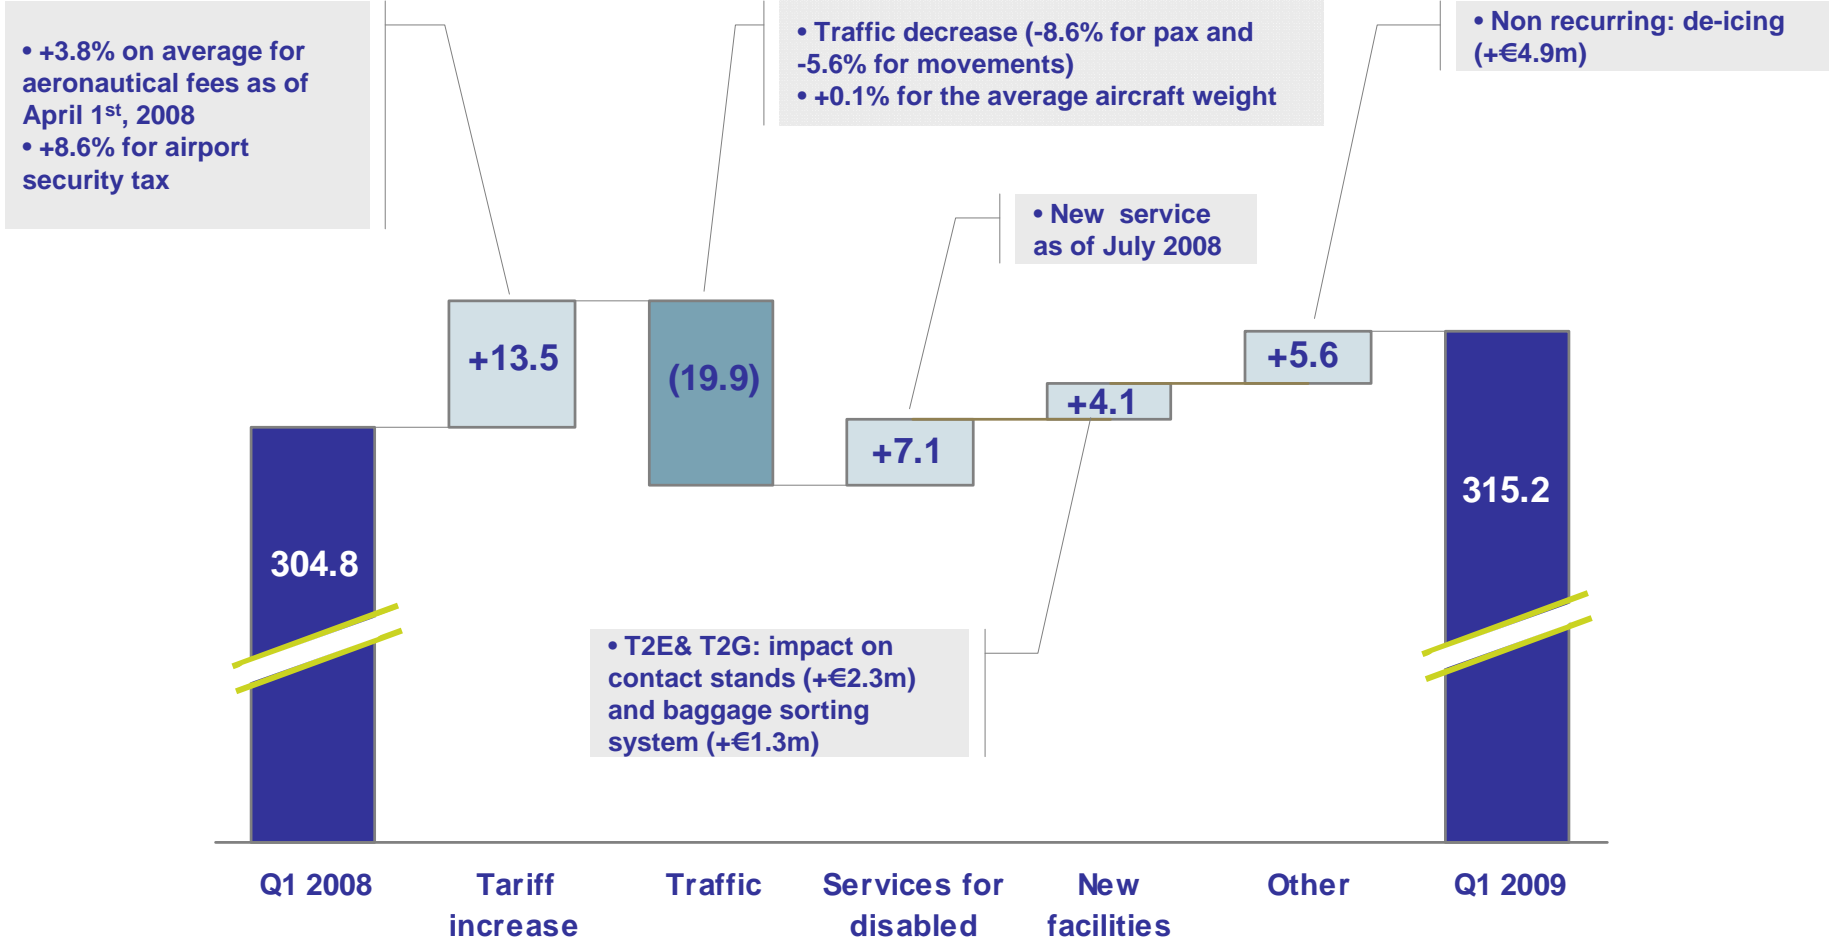 • +3.8% on average for
aeronautical fees as of
April 1st, 2008
• +8.6% for airport
security tax
• Traffic decrease (-8.6% for pax and
-5.6% for movements)
• +0.1% for the average aircraft weight
• Non recurring: de-icing
(+€4.9m)
• New service
as of July 2008
+13.5
(19.9)
+5.6
+4.1
+7.1
315.2
304.8
• T2E& T2G: impact on
contact stands (+€2.3m)
and baggage sorting
system (+€1.3m)
Q1 2008
Tariff
increase
Traffic
Services for
disabled
New
facilities
Other
Q1 2009